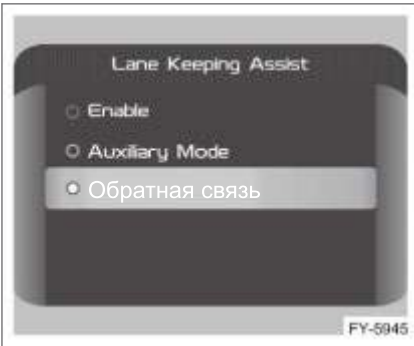 Lane Keeping Assist
Enable
Auxiliary Mode
Обратная связь
FY-5945